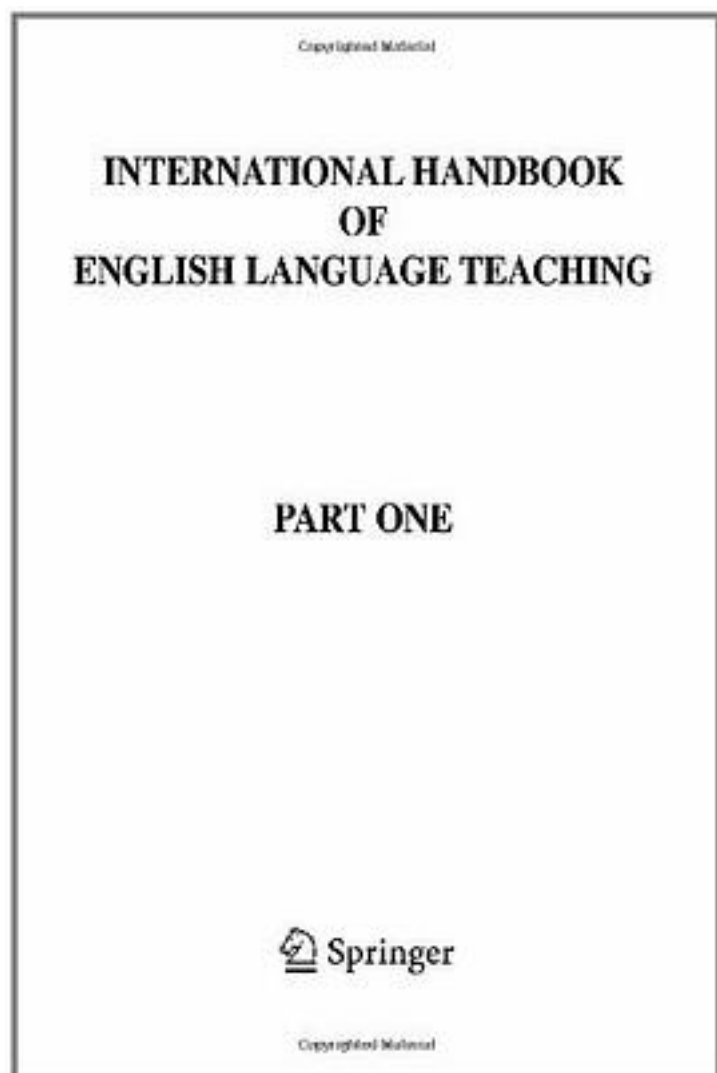 Copyrighted Material
INTERNATIONAL HANDBOOK
OF
ENGLISH LANGUAGE TEACHING
PART ONE
Springer
Copyrighted Material